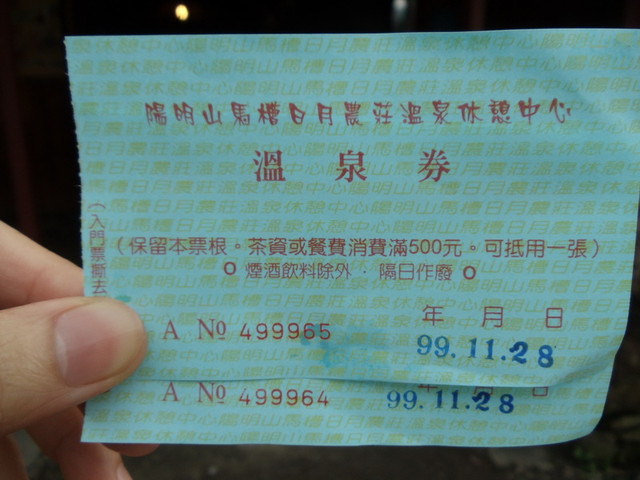 陽明山馬槽日月農莊溫泉休憩中心
溫泉券
(保留本票根。茶資或餐費消費滿500元。可抵用一張)
o 煙酒飲料除外．隔日作廢 o
年 月 日
A № 499965 99.11.28
年 月 日
A № 499964 99.11.28
(入門票撕去